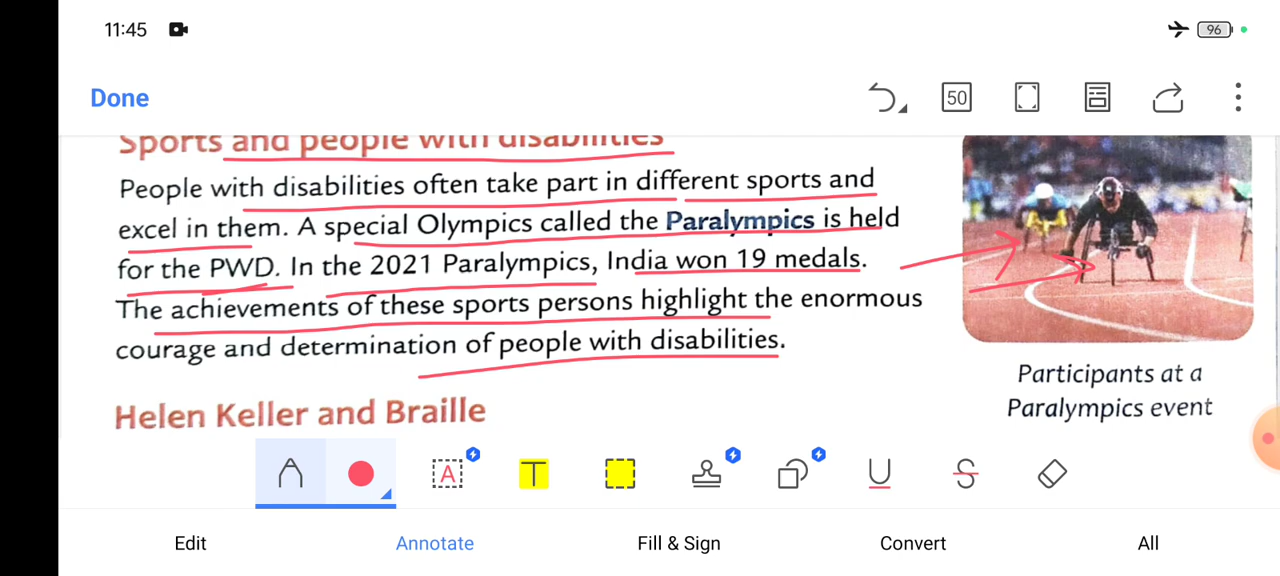 11:45
96
Done
50
Sports and people with disabilities
People with disabilities often take part in different sports and
excel in them. A special Olympics called the Paralympics is held
for the PWD. In the 2021 Paralympics, India won 19 medals.
The achievements of these sports persons highlight the enormous
courage and determination of people with disabilities.
Participants at a
Paralympics event
Helen Keller and Braille
A
T
U
S
Edit
Annotate
Fill & Sign
Convert
All